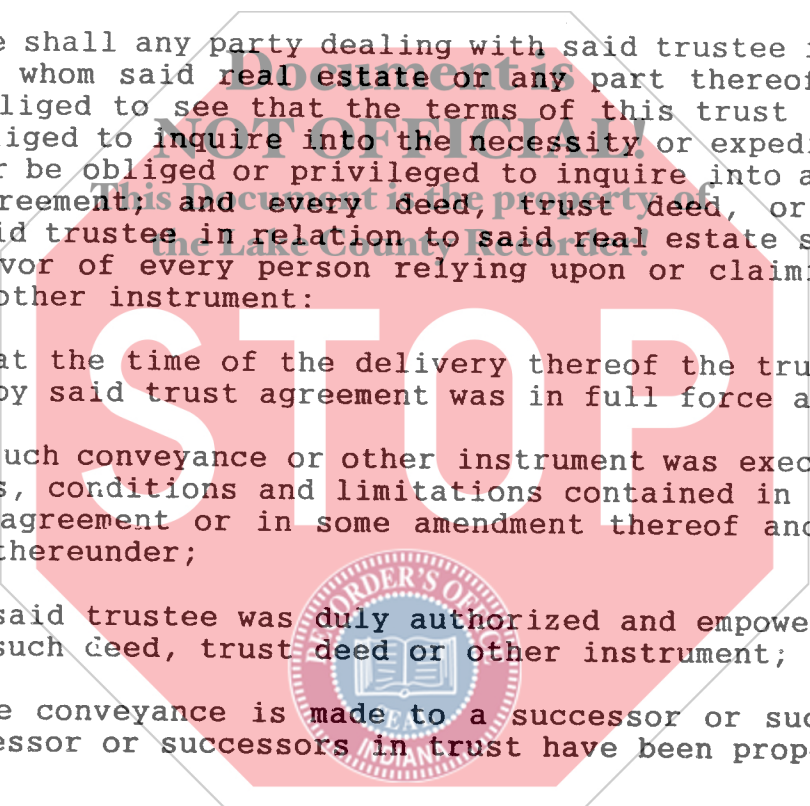 e shall any party dealing with said trustee i
whom said real estate or any part thereof
liged to see that the terms of this trust
iged to inquire into the necessity or expedi
r be obliged or privileged to inquire into a
reement; and every deed, trust deed, or
id trustee in relation to said real estate s
vor of every person relying upon or claimi
other instrument:
at the time of the delivery thereof the tru
by said trust agreement was in full force a
uch conveyance or other instrument was exec
s, conditions and limitations contained in
agreement or in some amendment thereof and
thereunder;
said trustee was duly authorized and empowe
such deed, trust deed or other instrument;
e conveyance is made to a successor or suc
essor or successors in trust have been prop
Document is
NOT OFFICIAL!
This Document is the property of
the Lake County Recorder!
STOP
RECORDER'S OFFICE
SEAL
INDIANA